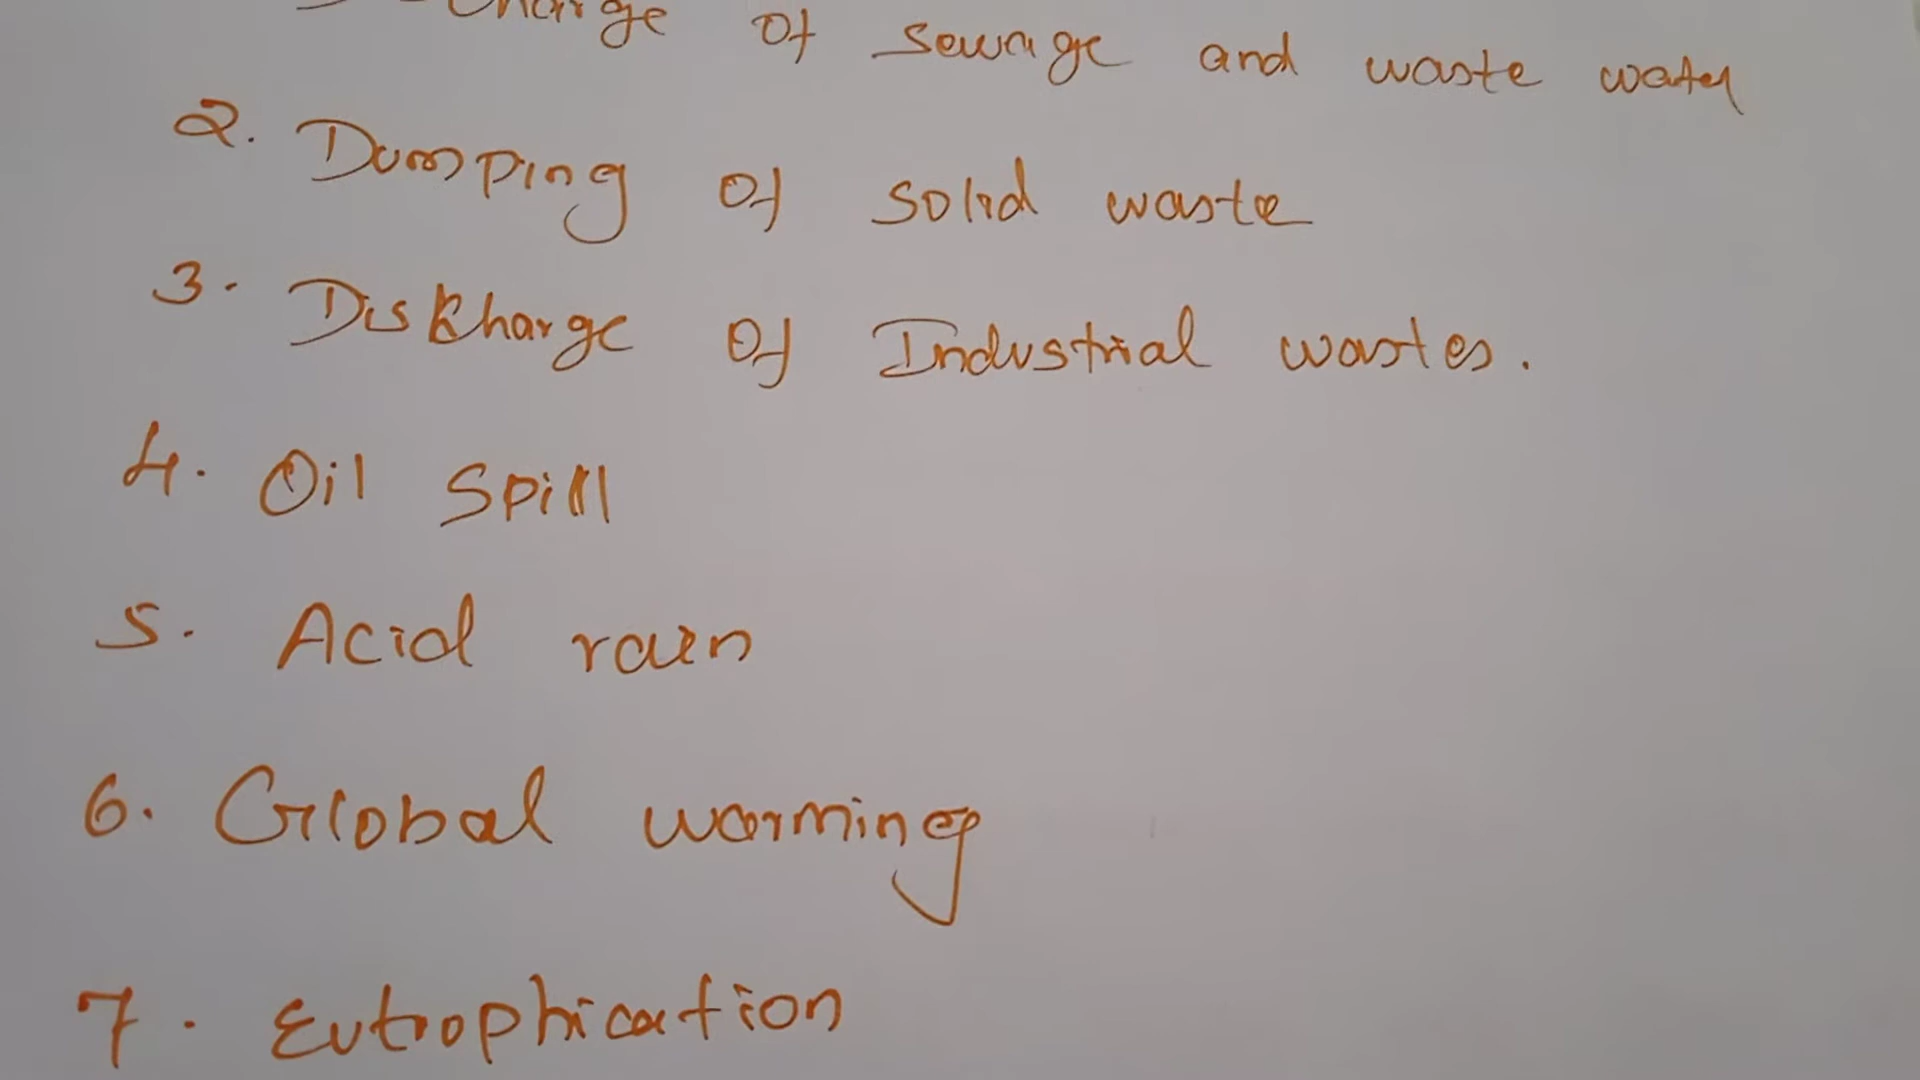 of sewage and waste water
2. Dumping of solid waste
3. Discharge of Industrial wastes.
4. Oil Spill
5. Acid rain
6. Global warming
7. Eutrophication